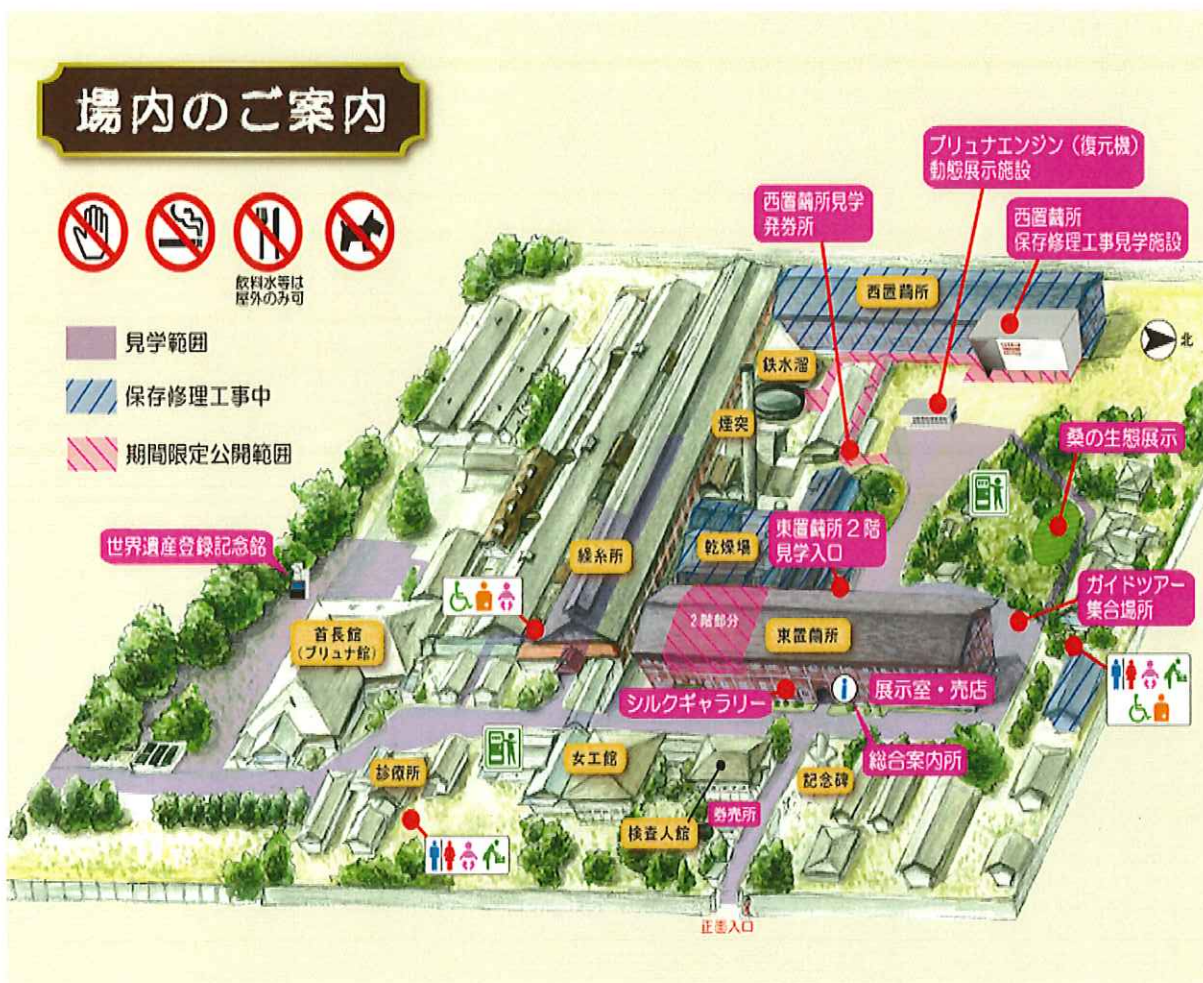 場内のご案内
飲料水等は
屋外のみ可
見学範囲
保存修理工事中
期間限定公開範囲
ブリュナエンジン（復元機）
動態展示施設
西置繭所見学
発券所
西置繭所
保存修理工事見学施設
西置繭所
北
鉄水溜
煙突
桑の生態展示
世界遺産登録記念銘
繰糸所
乾燥場
東置繭所2階
見学入口
ガイドツアー
集合場所
首長館
(ブリュナ館)
2階部分
東置繭所
シルクギャラリー
i
展示室・売店
総合案内所
診療所
女工館
記念碑
検査人館
券売所
正面入口